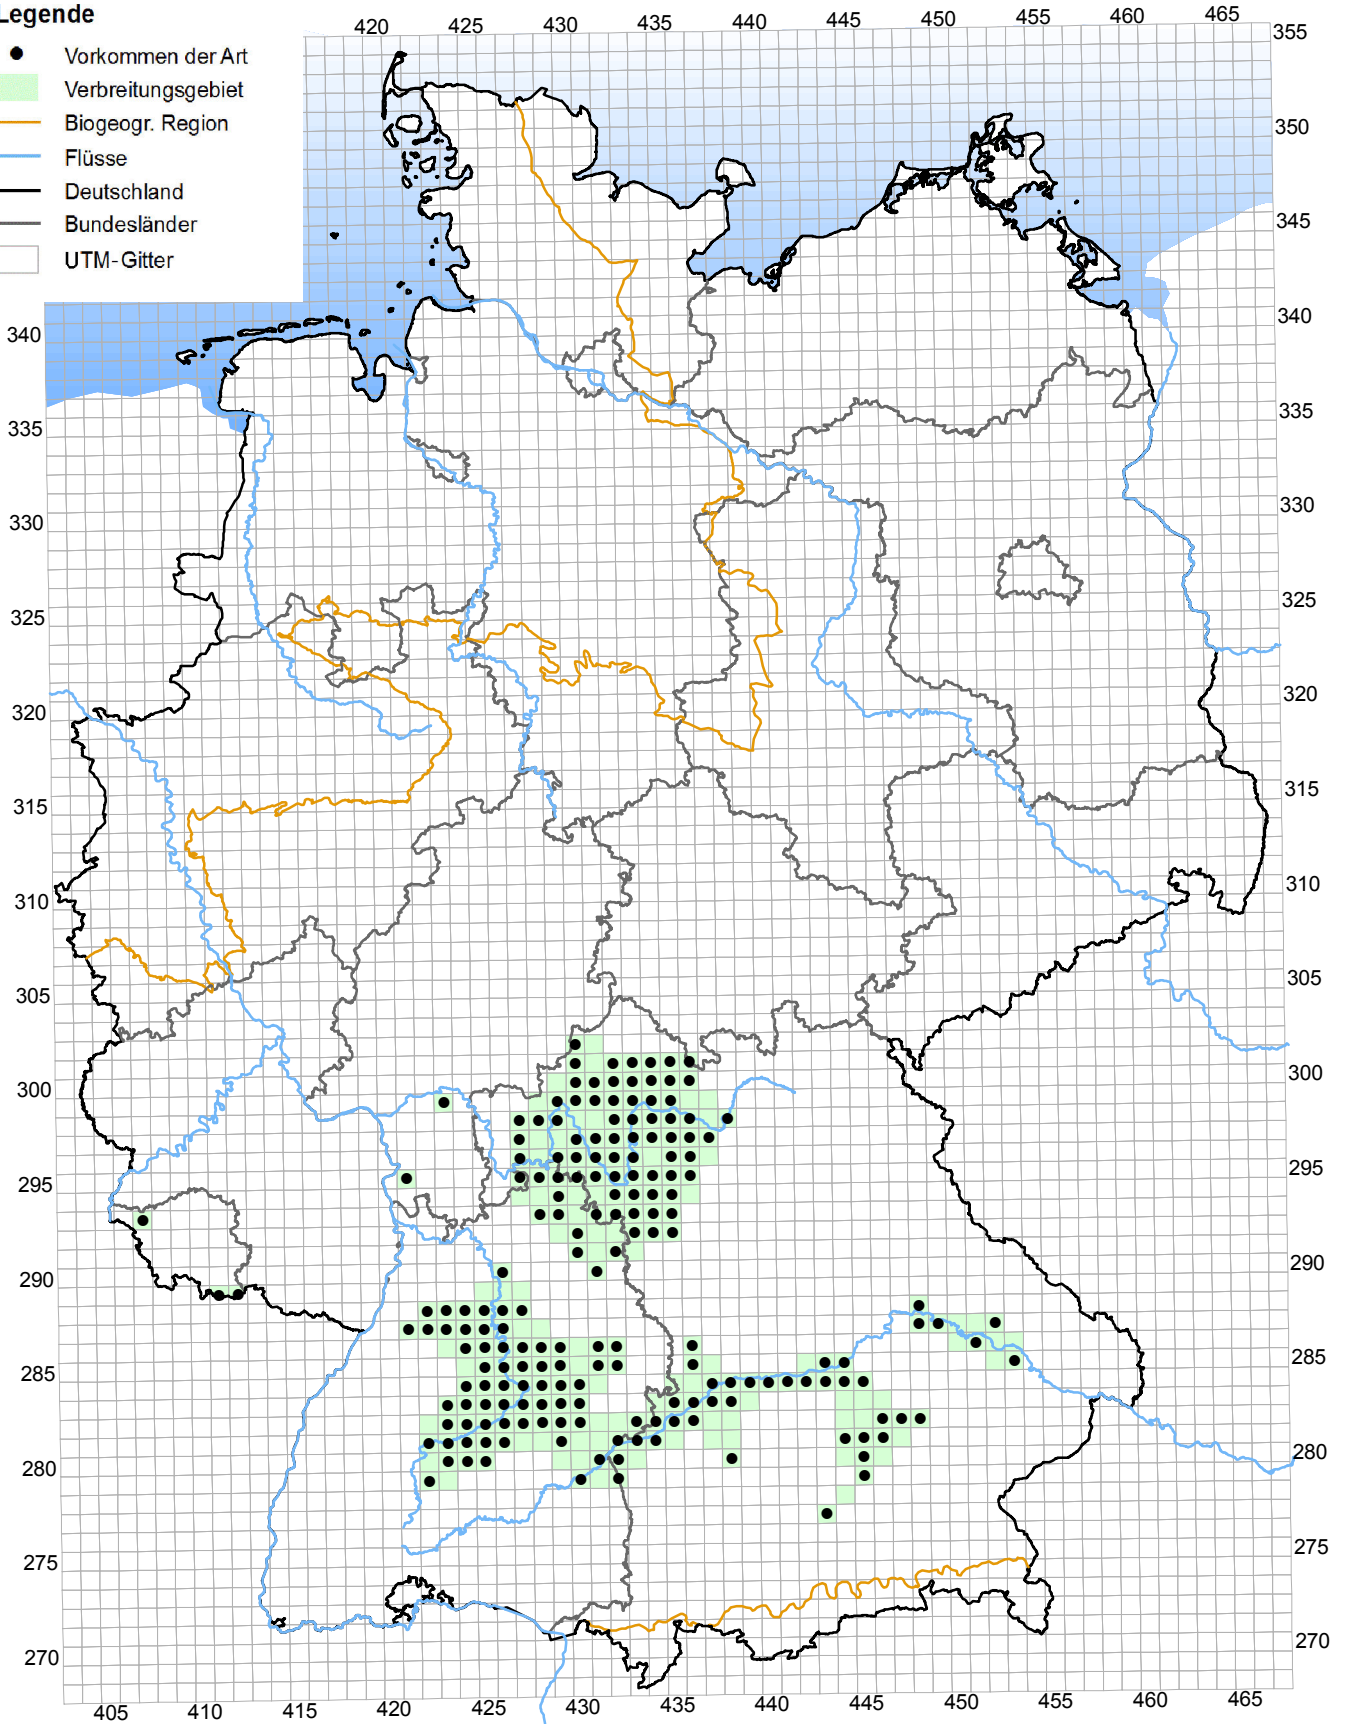 Legende
Vorkommen der Art
Verbreitungsgebiet
Biogeogr. Region
Flüsse
Deutschland
Bundesländer
UTM-Gitter
420 425 430 435 440 445 450 455 460 465
355
350
345
340 340
335 335
330 330
325 325
320 320
315 315
310 310
305 305
300 300
295 295
290 290
285 285
280 280
275 275
270 270
405 410 415 420 425 430 435 440 445 450 455 460 465